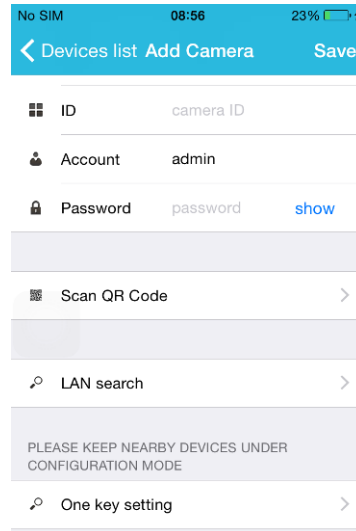 No SIM 08:56 23%
Devices list Add Camera Save
ID camera ID
Account admin
Password password show
Scan QR Code
LAN search
PLEASE KEEP NEARBY DEVICES UNDER
CONFIGURATION MODE
One key setting